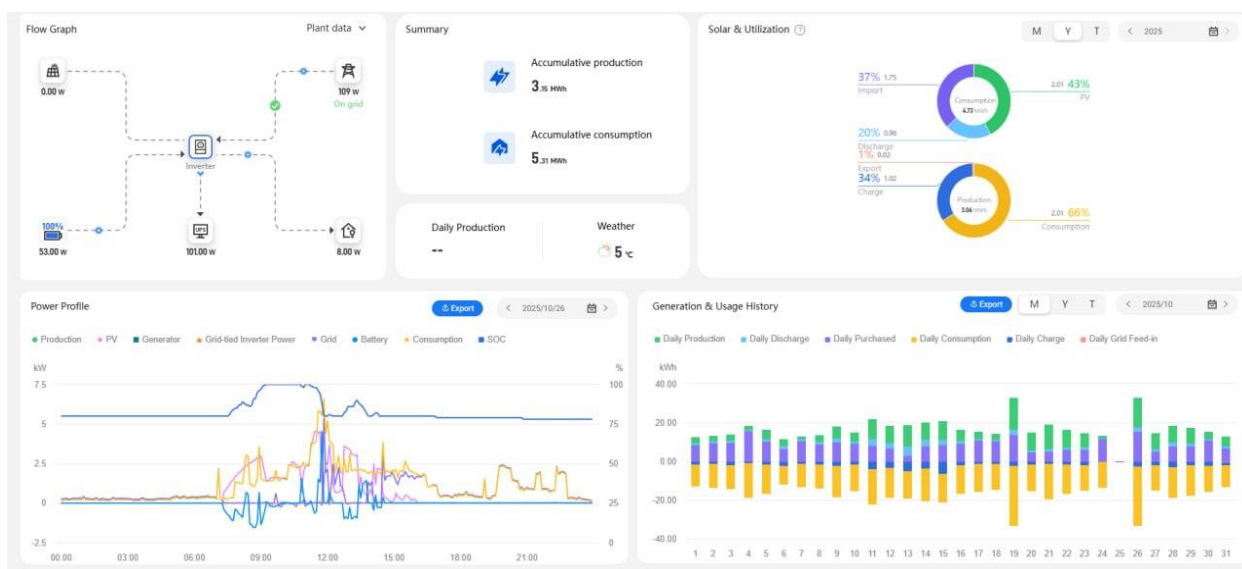 Flow Graph
Plant data
0.00 w
109 w
On grid
Inverter
100%
53.00 w
UPS
101.00 w
8.00 w
Summary
Accumulative production
3.15 MWh
Accumulative consumption
5.31 MWh
Daily Production
--
Weather
5 ℃
Solar & Utilization ?
M Y T
< 2025 >
37% 1.75
Import
2.01 43%
PV
Consumption
4.73 MWh
20% 0.96
Discharge
1% 0.02
Export
34% 1.02
Charge
Production
3.06 MWh
2.01 66%
Consumption
Power Profile
Export
< 2025/10/26 >
Production PV Generator Grid-tied Inverter Power Grid Battery Consumption SOC
kW %
7.5 100
5 75
2.5 50
0 25
-2.5 0
00:00 03:00 06:00 09:00 12:00 15:00 18:00 21:00
Generation & Usage History
Export
M Y T
< 2025/10 >
Daily Production Daily Discharge Daily Purchased Daily Consumption Daily Charge Daily Grid Feed-in
kWh
40.00
20.00
0.00
-20.00
-40.00
1 2 3 4 5 6 7 8 9 10 11 12 13 14 15 16 17 18 19 20 21 22 23 24 25 26 27 28 29 30 31